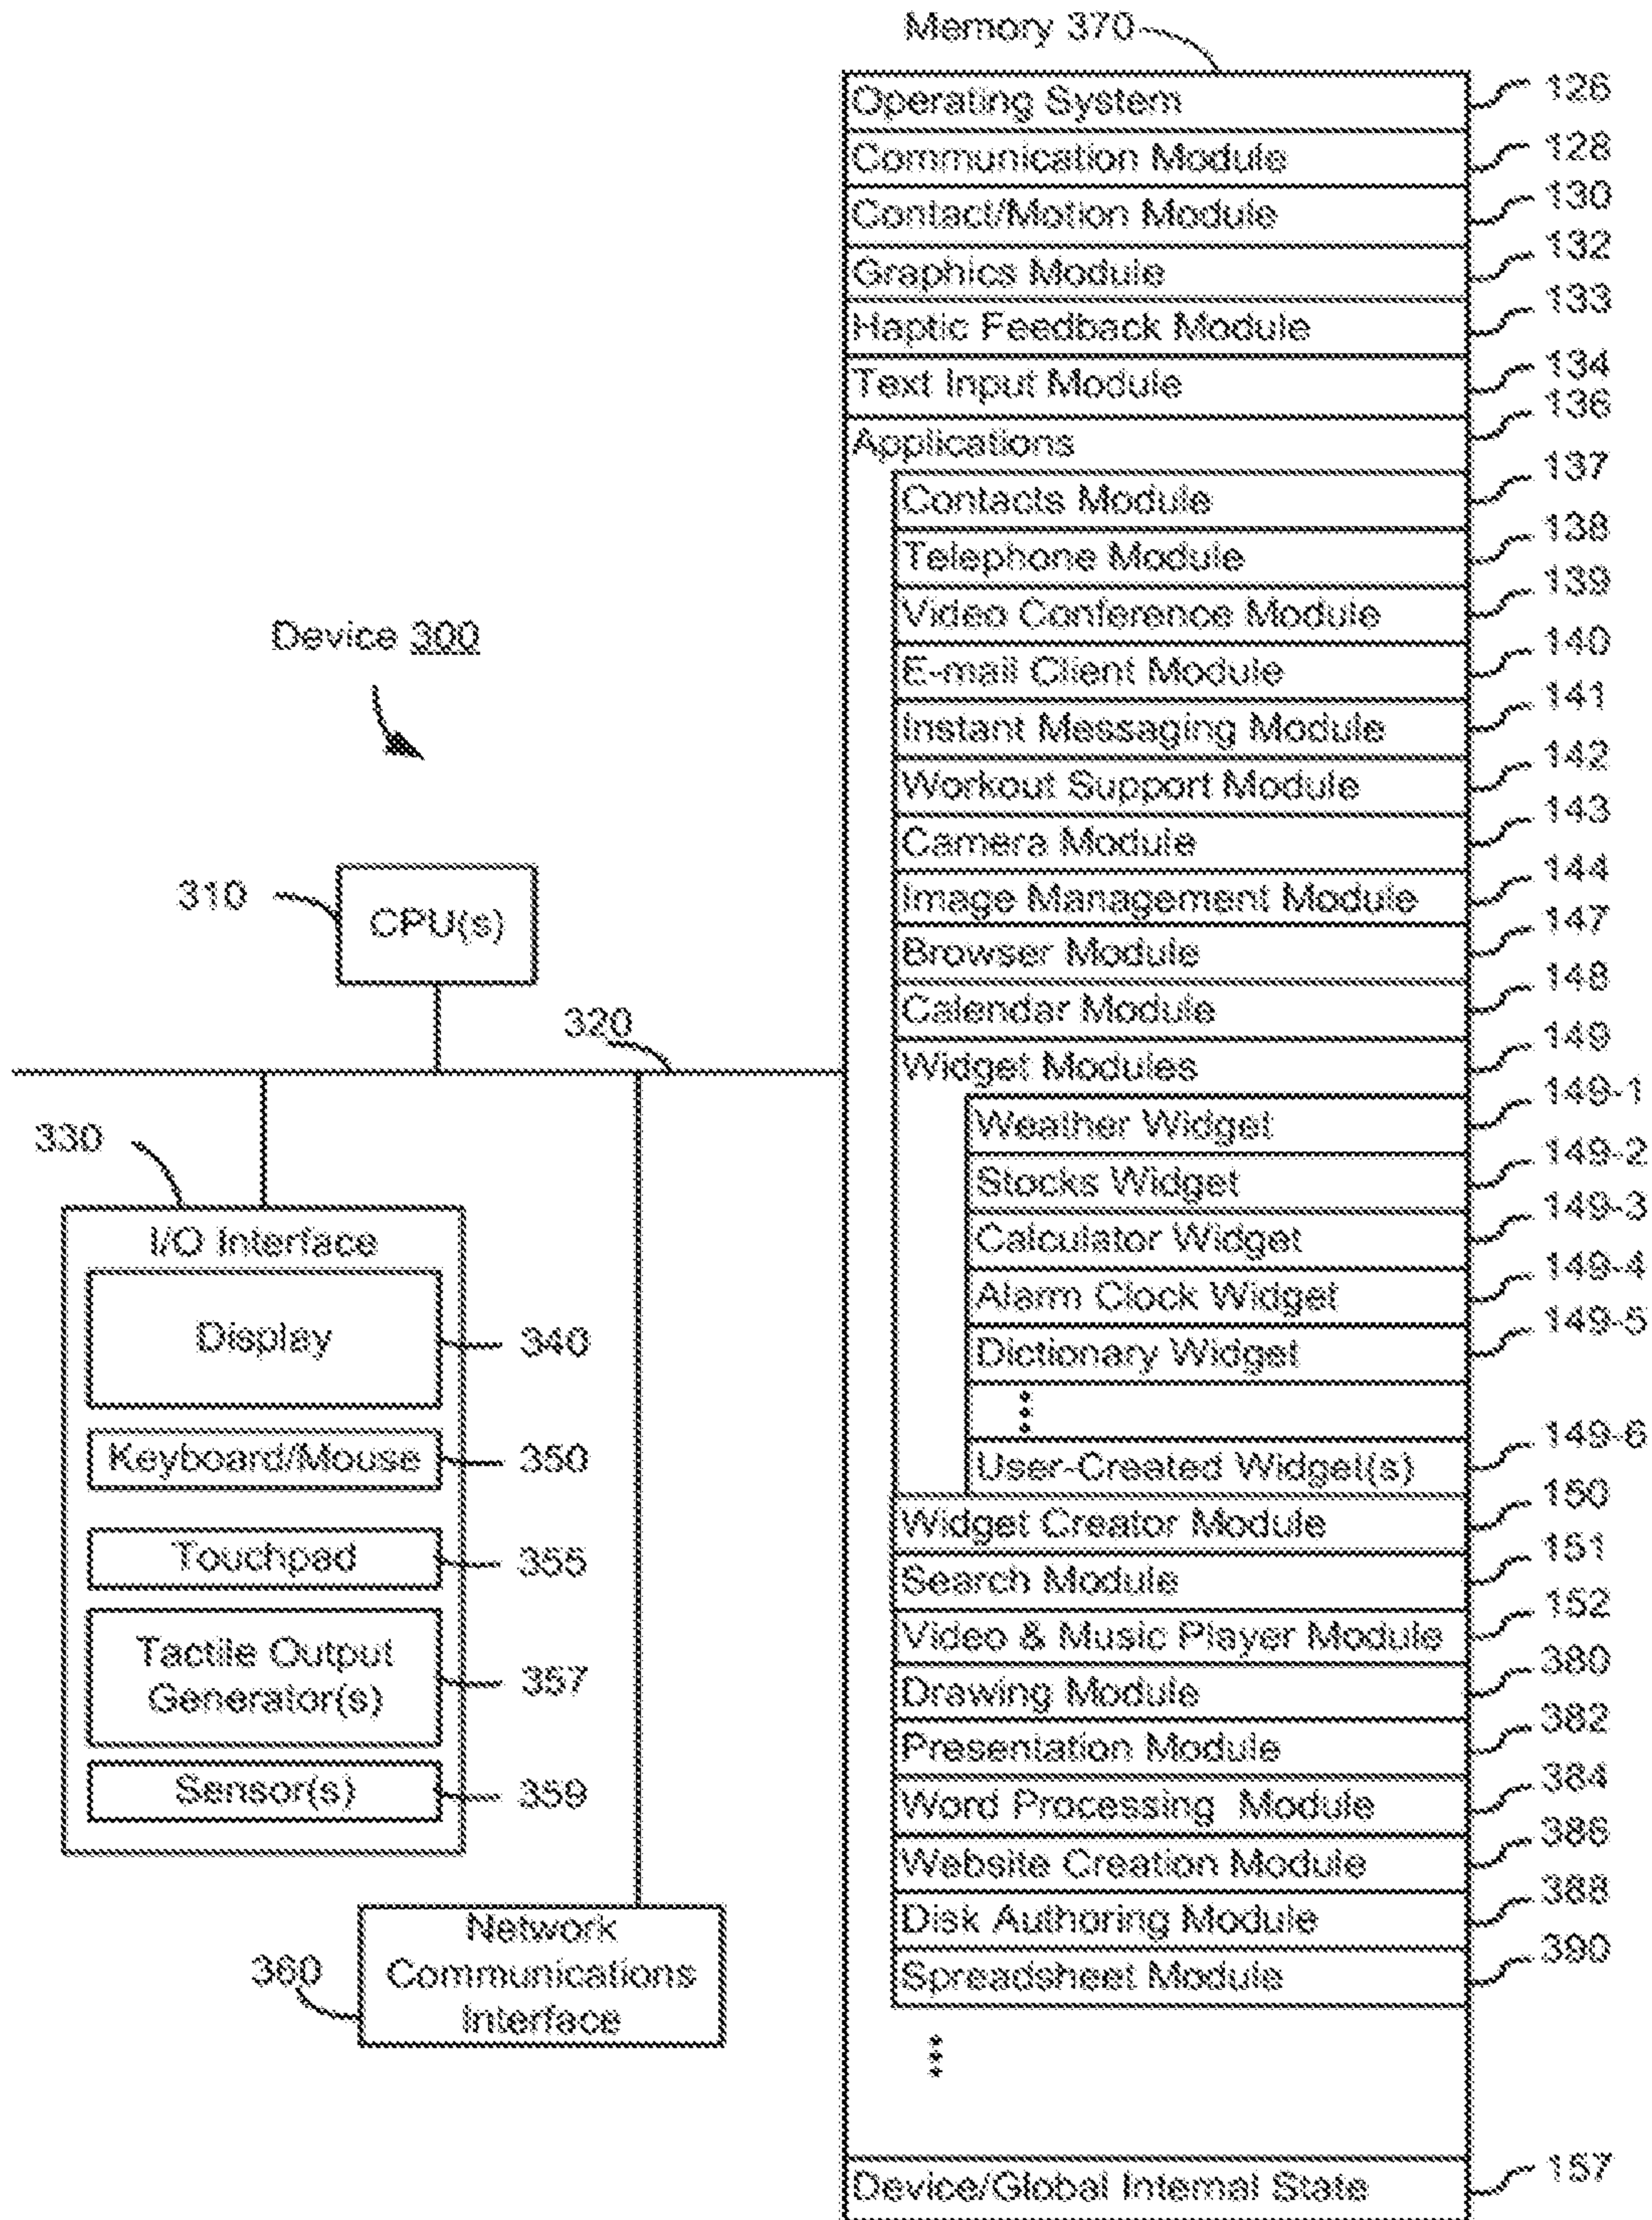 Memory 370
Operating System 126
Communication Module 128
Contact/Motion Module 130
Graphics Module 132
Haptic Feedback Module 133
Text Input Module 134
Applications 136
Contacts Module 137
Telephone Module 138
Video Conference Module 139
E-mail Client Module 140
Instant Messaging Module 141
Workout Support Module 142
Camera Module 143
Image Management Module 144
Browser Module 147
Calendar Module 148
Widget Modules 149
Weather Widget 149-1
Stocks Widget 149-2
Calculator Widget 149-3
Alarm Clock Widget 149-4
Dictionary Widget 149-5
User-Created Widget(s) 149-6
Widget Creator Module 150
Search Module 151
Video & Music Player Module 152
Drawing Module 380
Presentation Module 382
Word Processing Module 384
Website Creation Module 386
Disk Authoring Module 388
Spreadsheet Module 390
Device/Global Internal State 157
Device 300
310 CPU(s)
320
330
I/O Interface
Display 340
Keyboard/Mouse 350
Touchpad 355
Tactile Output
Generator(s) 357
Sensor(s) 359
Network
360 Communications
Interface